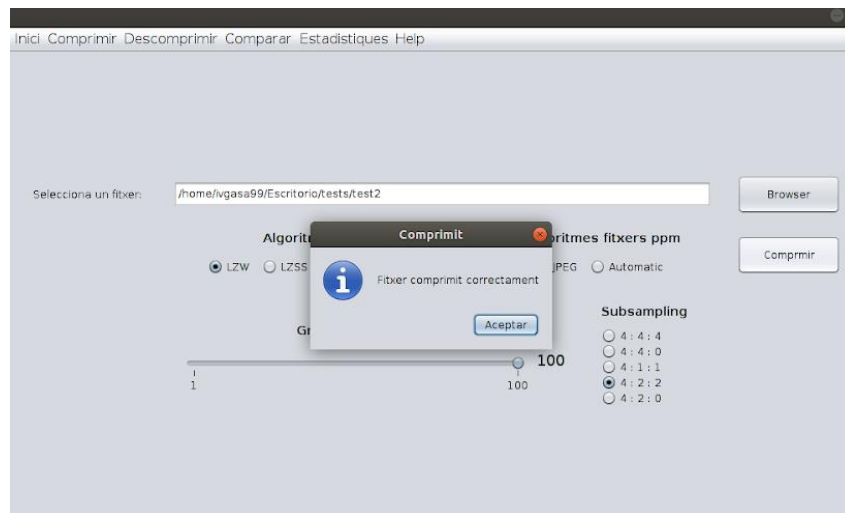 Inici Comprimir Descomprimir Comparar Estadistiques Help
Selecciona un fitxer: /home/ivgasa99/Escritorio/tests/test2 Browser
Comprimit
Fitxer comprimit correctament
Aceptar
fitxers ppm
Comprmir
LZW LZSS JPEG Automatic
Subsampling
4:4:4
4:4:0
4:1:1
4:2:2
4:2:0
100
1 100